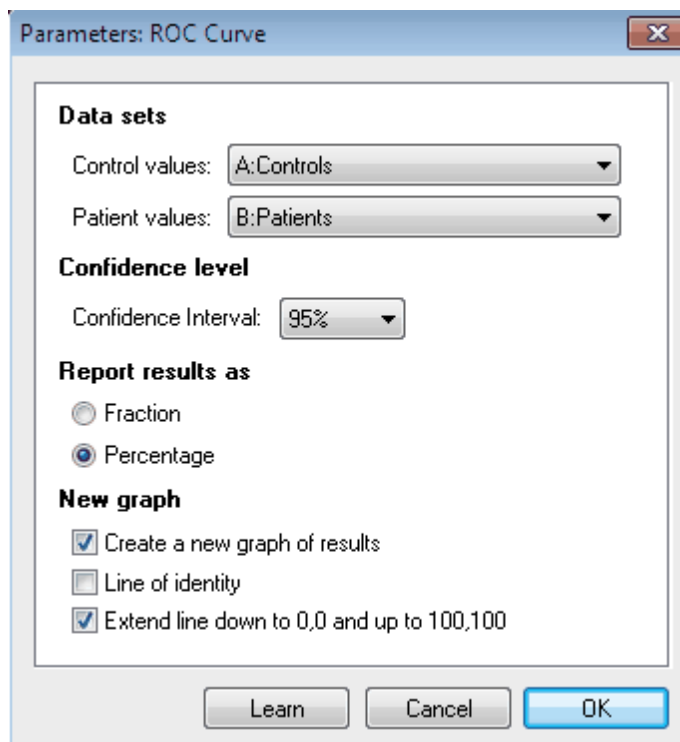 Parameters: ROC Curve
Data sets
Control values: A:Controls
Patient values: B:Patients
Confidence level
Confidence Interval: 95%
Report results as
Fraction
Percentage
New graph
Create a new graph of results
Line of identity
Extend line down to 0,0 and up to 100,100
Learn Cancel OK